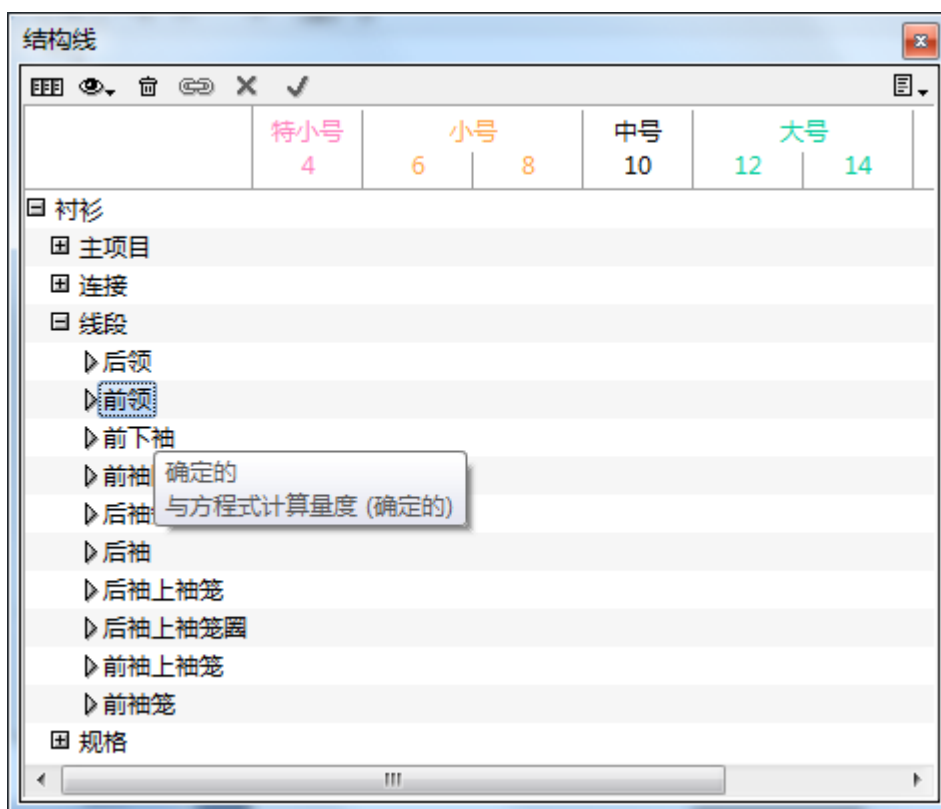 结构线
特小号 小号 中号 大号
4 6 8 10 12 14
衬衫
主项目
连接
线段
后领
前领
前下袖
前袖
后袖
确定的
与方程式计算量度 (确定的)
后袖
后袖上袖笼
后袖上袖笼圈
前袖上袖笼
前袖笼
规格